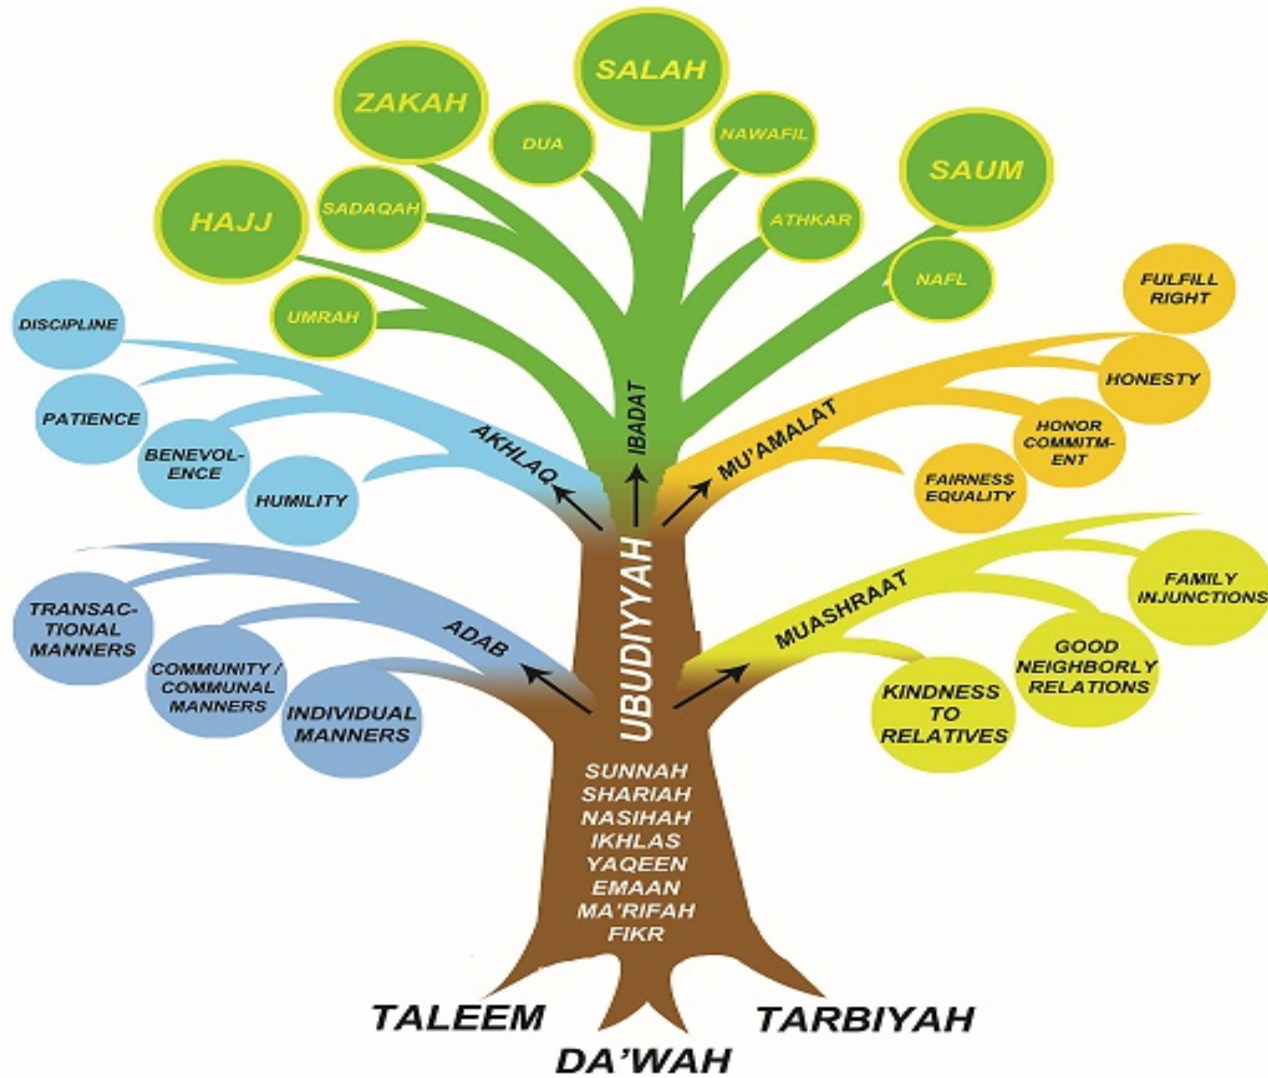 SALAH
ZAKAH
DUA
NAWAFIL
SAUM
HAJJ
SADAQAH
ATHKAR
NAFL
UMRAH
FULFILL
RIGHT
DISCIPLINE
HONESTY
PATIENCE
BENEVOL-
ENCE
HUMILITY
AKHLAQ
IBADAT
MU'AMALAT
HONOR
COMMITM-
ENT
FAIRNESS
EQUALITY
UBUDIYYAH
TRANSAC-
TIONAL
MANNERS
COMMUNITY /
COMMUNAL
MANNERS
INDIVIDUAL
MANNERS
ADAB
MUASHRAAT
FAMILY
INJUNCTIONS
GOOD
NEIGHBORLY
RELATIONS
KINDNESS
TO
RELATIVES
SUNNAH
SHARIAH
NASIHAH
IKHLAS
YAQEEN
EMAAN
MA'RIFAH
FIKR
TALEEM
DA'WAH
TARBIYAH